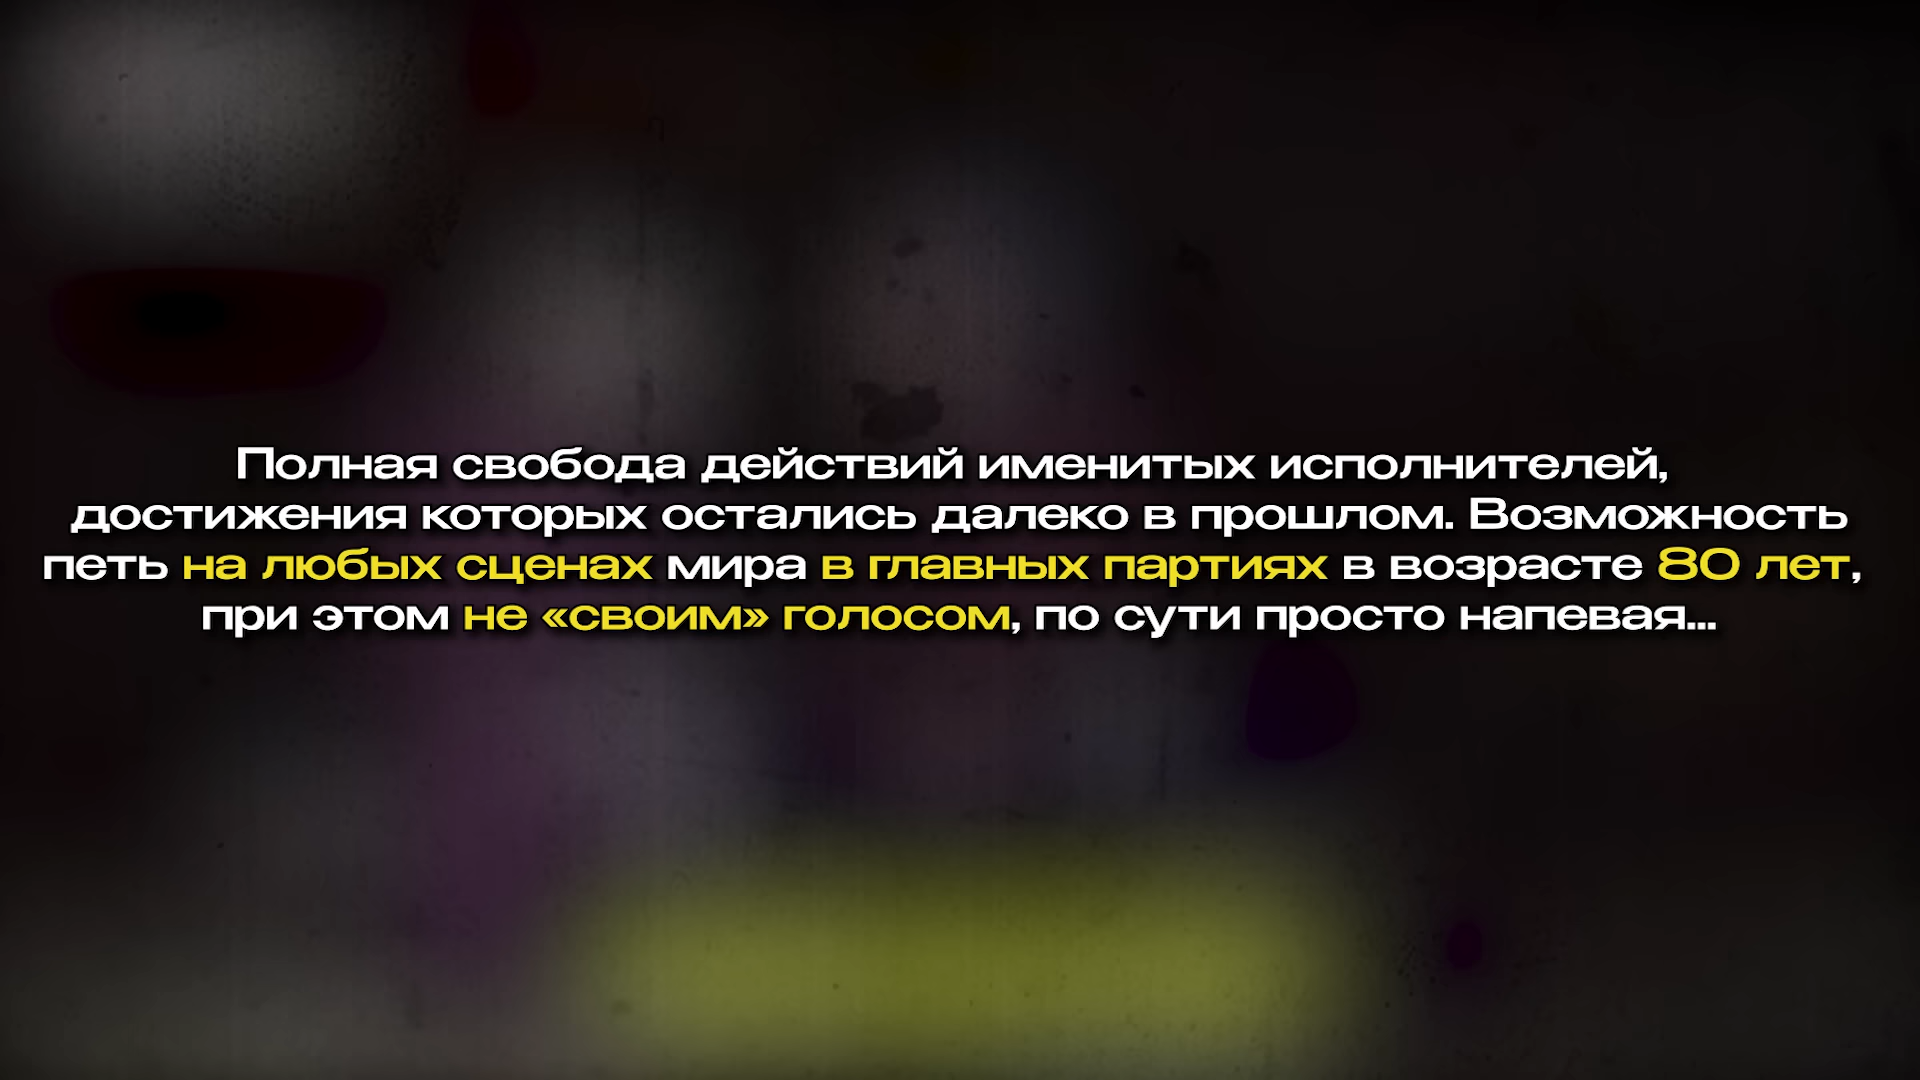 Полная свобода действий именитых исполнителей,
достижения которых остались далеко в прошлом. Возможность
петь на любых сценах мира в главных партиях в возрасте 80 лет,
при этом не «своим» голосом, по сути просто напевая...